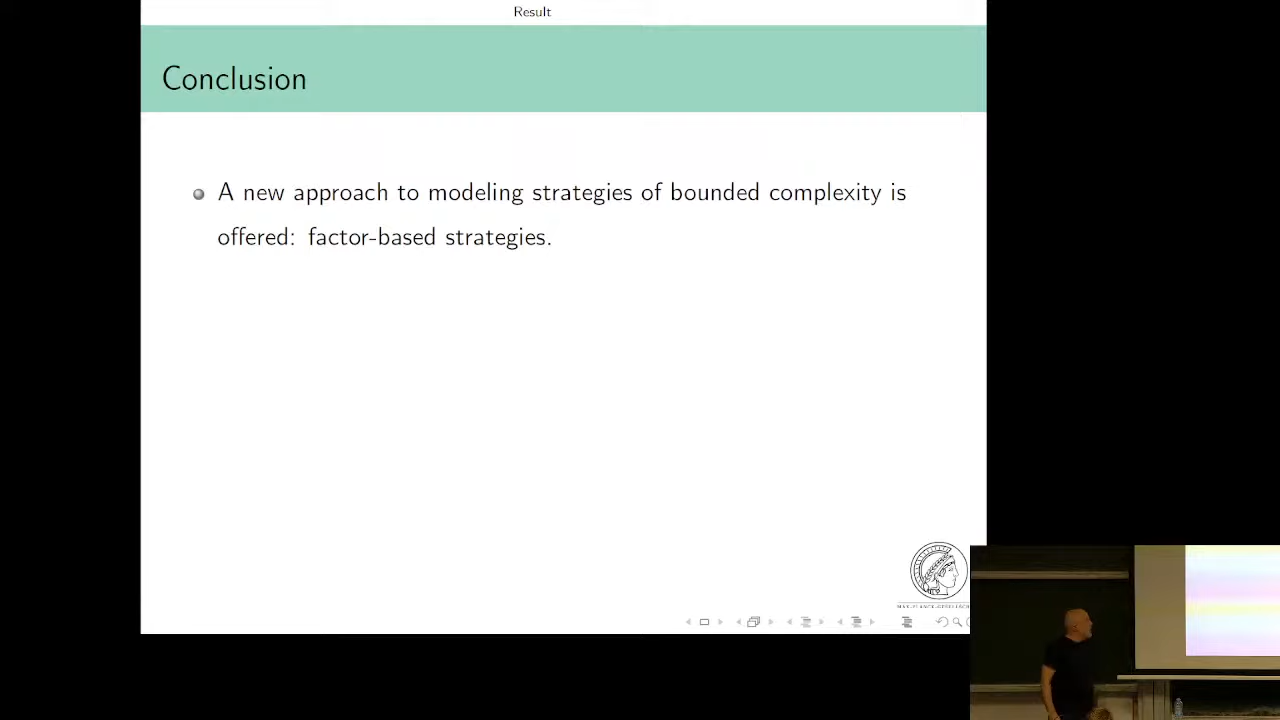 Result
Conclusion
A new approach to modeling strategies of bounded complexity is
offered: factor-based strategies.